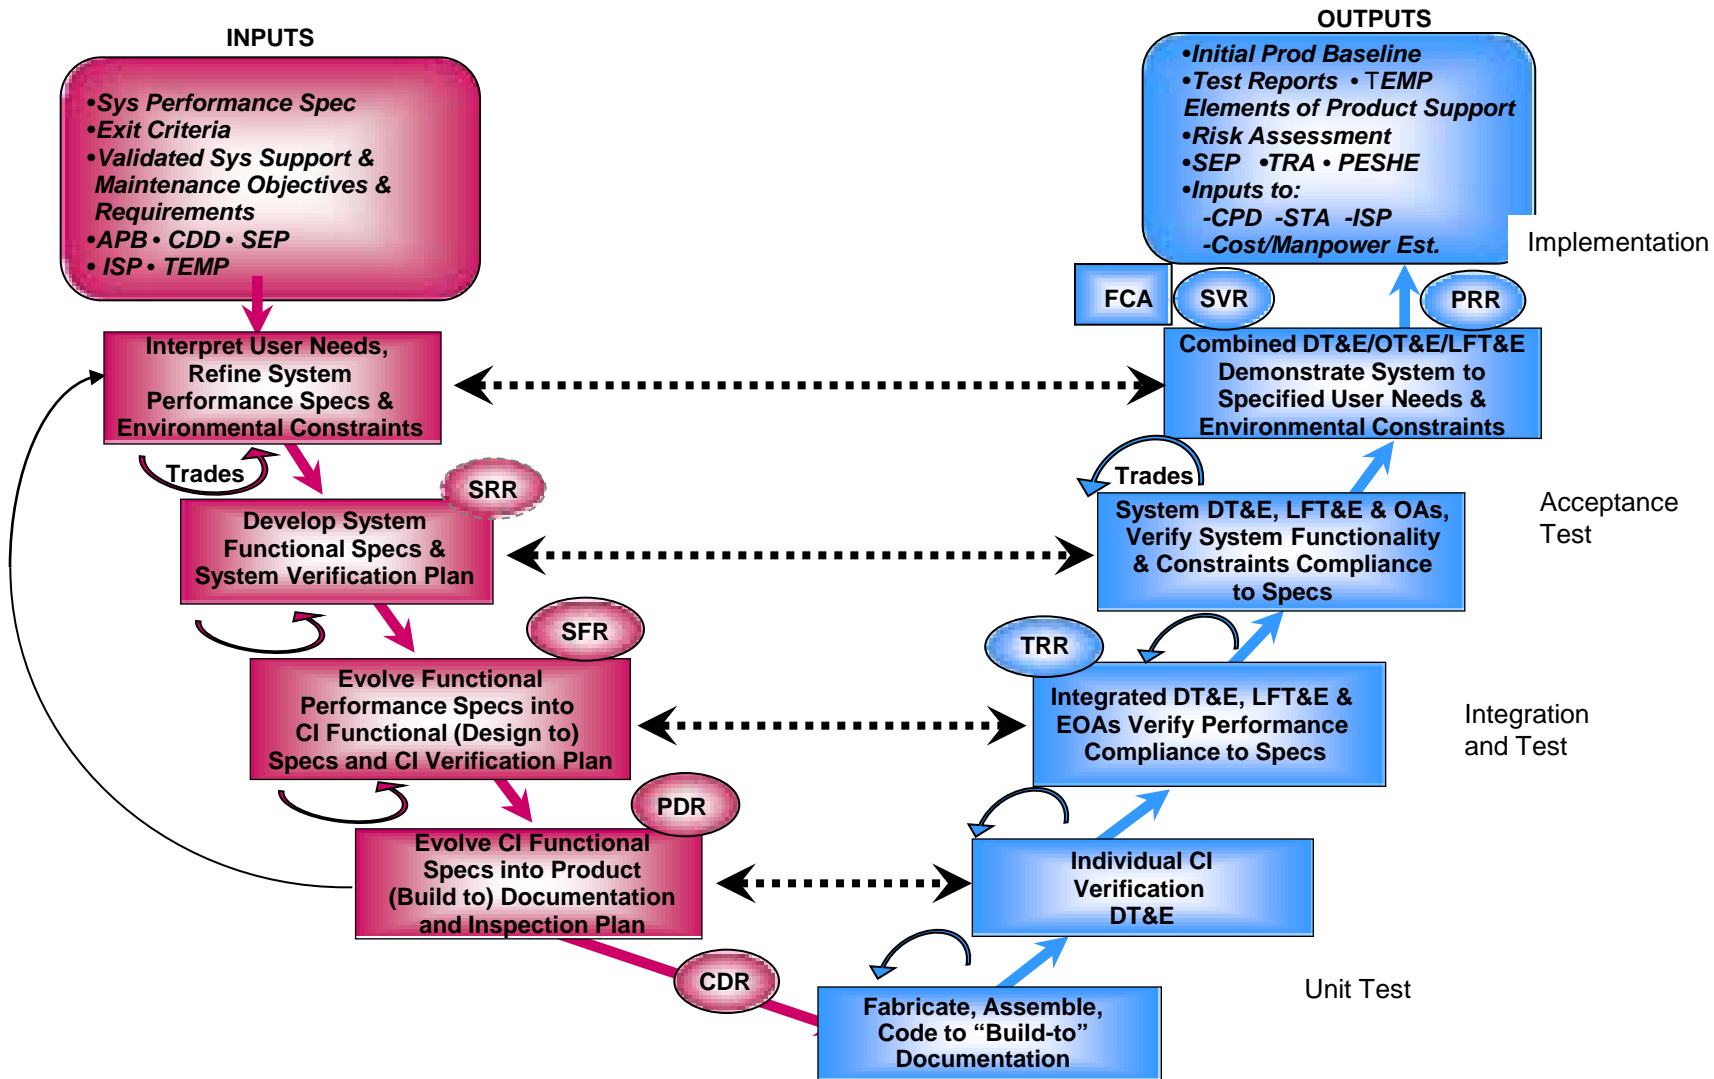 INPUTS
•Sys Performance Spec
•Exit Criteria
•Validated Sys Support &
Maintenance Objectives &
Requirements
•APB • CDD • SEP
• ISP • TEMP
OUTPUTS
•Initial Prod Baseline
•Test Reports • TEMP
Elements of Product Support
•Risk Assessment
•SEP •TRA • PESHE
•Inputs to:
-CPD -STA -ISP
-Cost/Manpower Est.
Implementation
FCA
SVR
PRR
Interpret User Needs,
Refine System
Performance Specs &
Environmental Constraints
Combined DT&E/OT&E/LFT&E
Demonstrate System to
Specified User Needs &
Environmental Constraints
Trades
SRR
Trades
Develop System
Functional Specs &
System Verification Plan
System DT&E, LFT&E & OAs,
Verify System Functionality
& Constraints Compliance
to Specs
Acceptance
Test
SFR
TRR
Evolve Functional
Performance Specs into
CI Functional (Design to)
Specs and CI Verification Plan
Integrated DT&E, LFT&E &
EOAs Verify Performance
Compliance to Specs
Integration
and Test
PDR
Evolve CI Functional
Specs into Product
(Build to) Documentation
and Inspection Plan
Individual CI
Verification
DT&E
CDR
Unit Test
Fabricate, Assemble,
Code to “Build-to”
Documentation